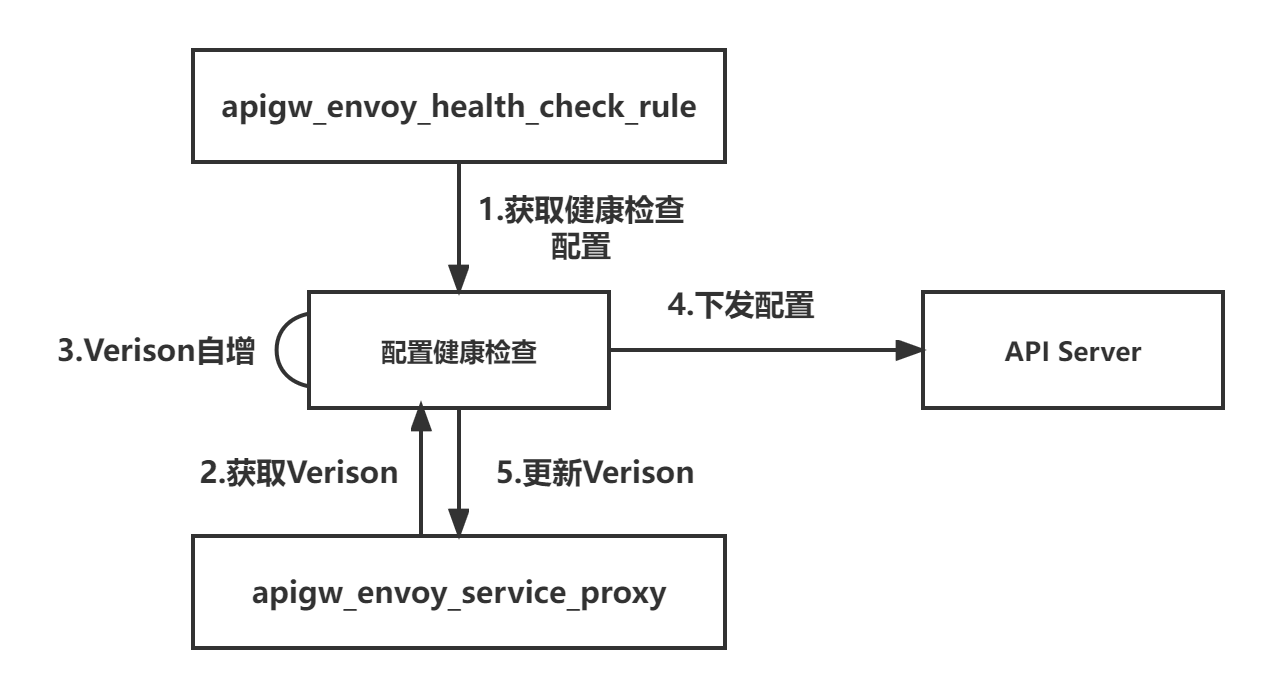 apigw_envoy_health_check_rule
1.获取健康检查
配置
4.下发配置
3.Verison自增
配置健康检查
API Server
2.获取Verison
5.更新Verison
apigw_envoy_service_proxy